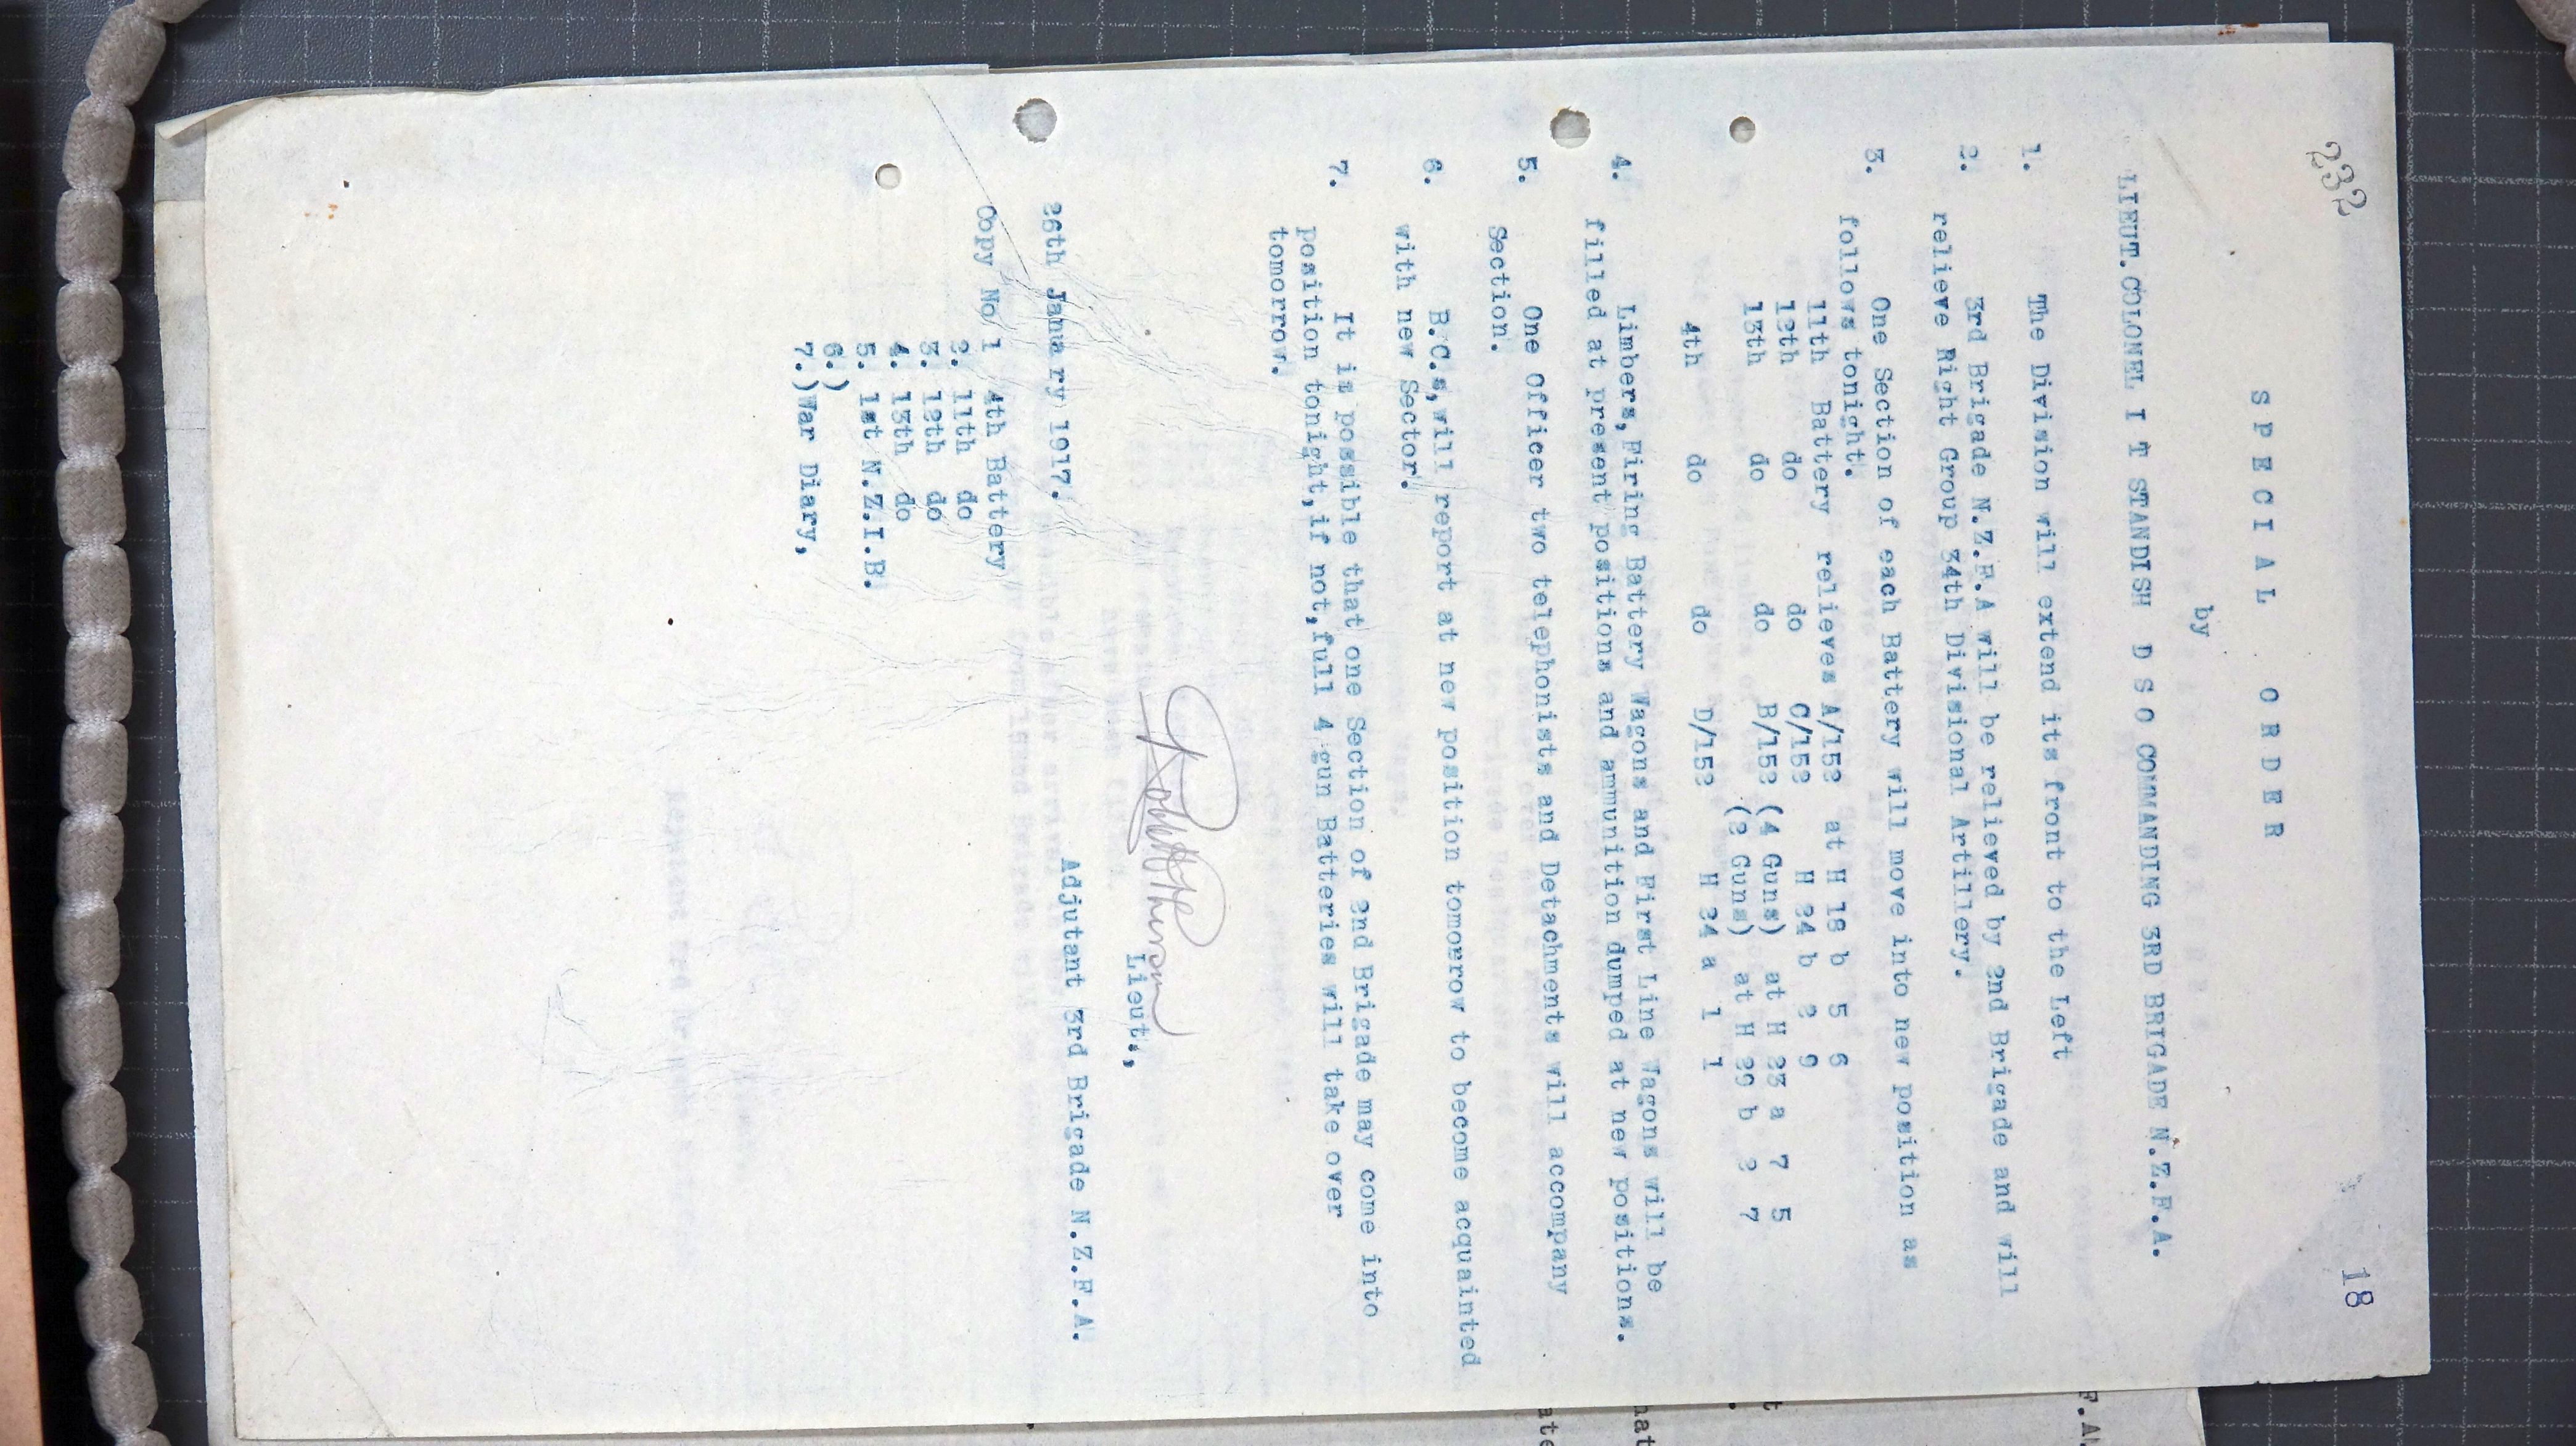 232
18
SPECIAL ORDER
by
LIEUT.COLONEL I T STANDISH D S O COMMANDING 3RD BRIGADE N.Z.F.A.
1. The Division will extend its front to the Left
2. 3rd Brigade N.Z.F.A will be relieved by 2nd Brigade and will
relieve Right Group 34th Divisional Artillery.
3. One Section of each Battery will move into new position as
follows tonight.
11th Battery relieves A/152 at H 18 b 5 6
12th do do C/152 H 24 b 2 9
13th do do B/152 (4 Guns) at H 23 a 7 5
(2 Guns) at H 29 b 2 7
4th do do D/152 H 24 a 1 1
4. Limbers,Firing Battery Wagons and First Line Wagons will be
filled at present positions and ammunition dumped at new positions.
5. One Officer two telephonists and Detachments will accompany
Section.
6. B.C.s,will report at new position tomorrow to become acquainted
with new Sector.
7. It is possible that one Section of 2nd Brigade may come into
position tonight,if not,full 4 gun Batteries will take over
tomorrow.
Lieut.,
Adjutant 3rd Brigade N.Z.F.A.
26th January 1917.
Copy No 1 4th Battery
2. 11th do
3. 12th do
4. 13th do
5. 1st N.Z.I.B.
6.)
7.)War Diary,